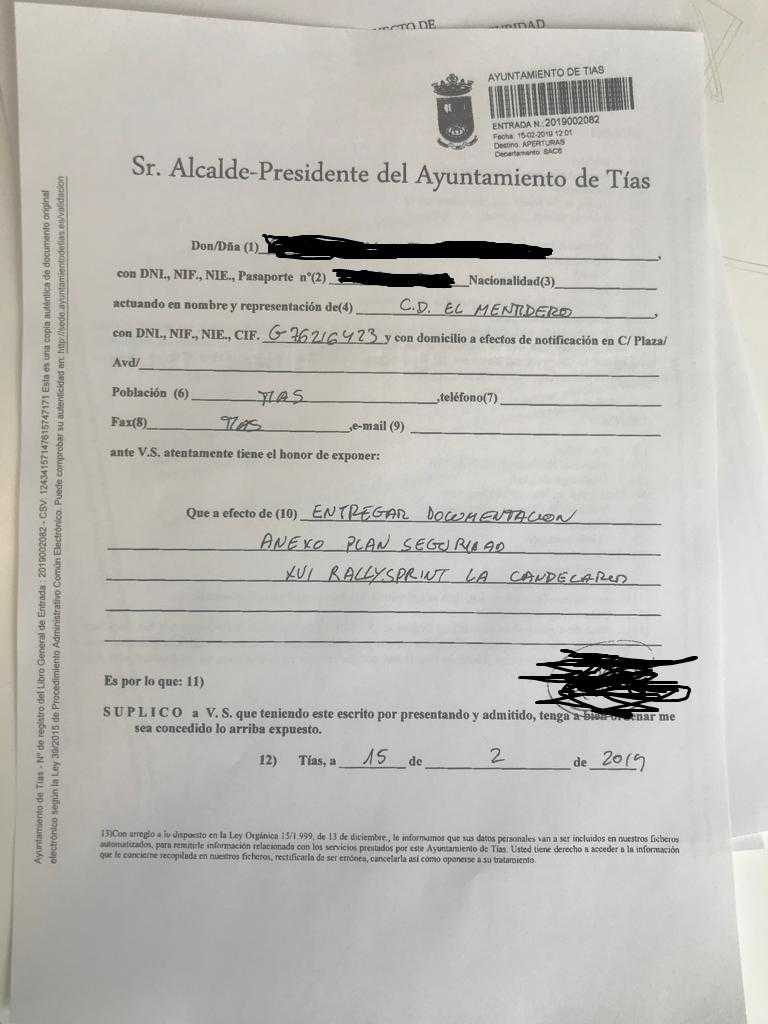 AYUNTAMIENTO DE TIAS
ENTRADA N.: 2019002082
Fecha: 15-02-2019 12:01
Destino: APERTURAS
Departamento: SAC6
Sr. Alcalde-Presidente del Ayuntamiento de Tías
Don/Dña (1)
con DNI., NIF., NIE., Pasaporte nº(2) Nacionalidad(3)
actuando en nombre y representación de(4) C.D. EL MENTIDERO,
con DNI., NIF., NIE., CIF. G76216423 y con domicilio a efectos de notificación en C/ Plaza/
Avd/
Población (6) TIAS ,teléfono(7)
Fax(8) TIAS ,e-mail (9)
ante V.S. atentamente tiene el honor de exponer:
Que a efecto de (10) ENTREGAR DOCUMENTACION
ANEXO PLAN SEGURIDAD
XVI RALLYSPRINT LA CANDELARIA
Es por lo que: 11)
SUPLICO a V. S. que teniendo este escrito por presentando y admitido, tenga a bien ordenar me
sea concedido lo arriba expuesto.
12) Tías, a 15 de 2 de 2019
13)Con arreglo a lo dispuesto en la Ley Orgánica 15/1.999, de 13 de diciembre., le informamos que sus datos personales van a ser incluidos en nuestros ficheros
automatizados, para remitirle información relacionada con los servicios prestados por este Ayuntamiento de Tías. Usted tiene derecho a acceder a la información
que le concierne recopilada en nuestros ficheros, rectificarla de ser errónea, cancelarla así como oponerse a su tratamiento.
Ayuntamiento de Tías - Nº de registro del Libro General de Entrada : 2019002082 - CSV: 12434157147615747171 Esta es una copia auténtica de documento original
electrónico según la Ley 39/2015 de Procedimiento Administrativo Común Electrónico. Puede comprobar su autenticidad en: http://sede.ayuntamientodetias.es/validacion